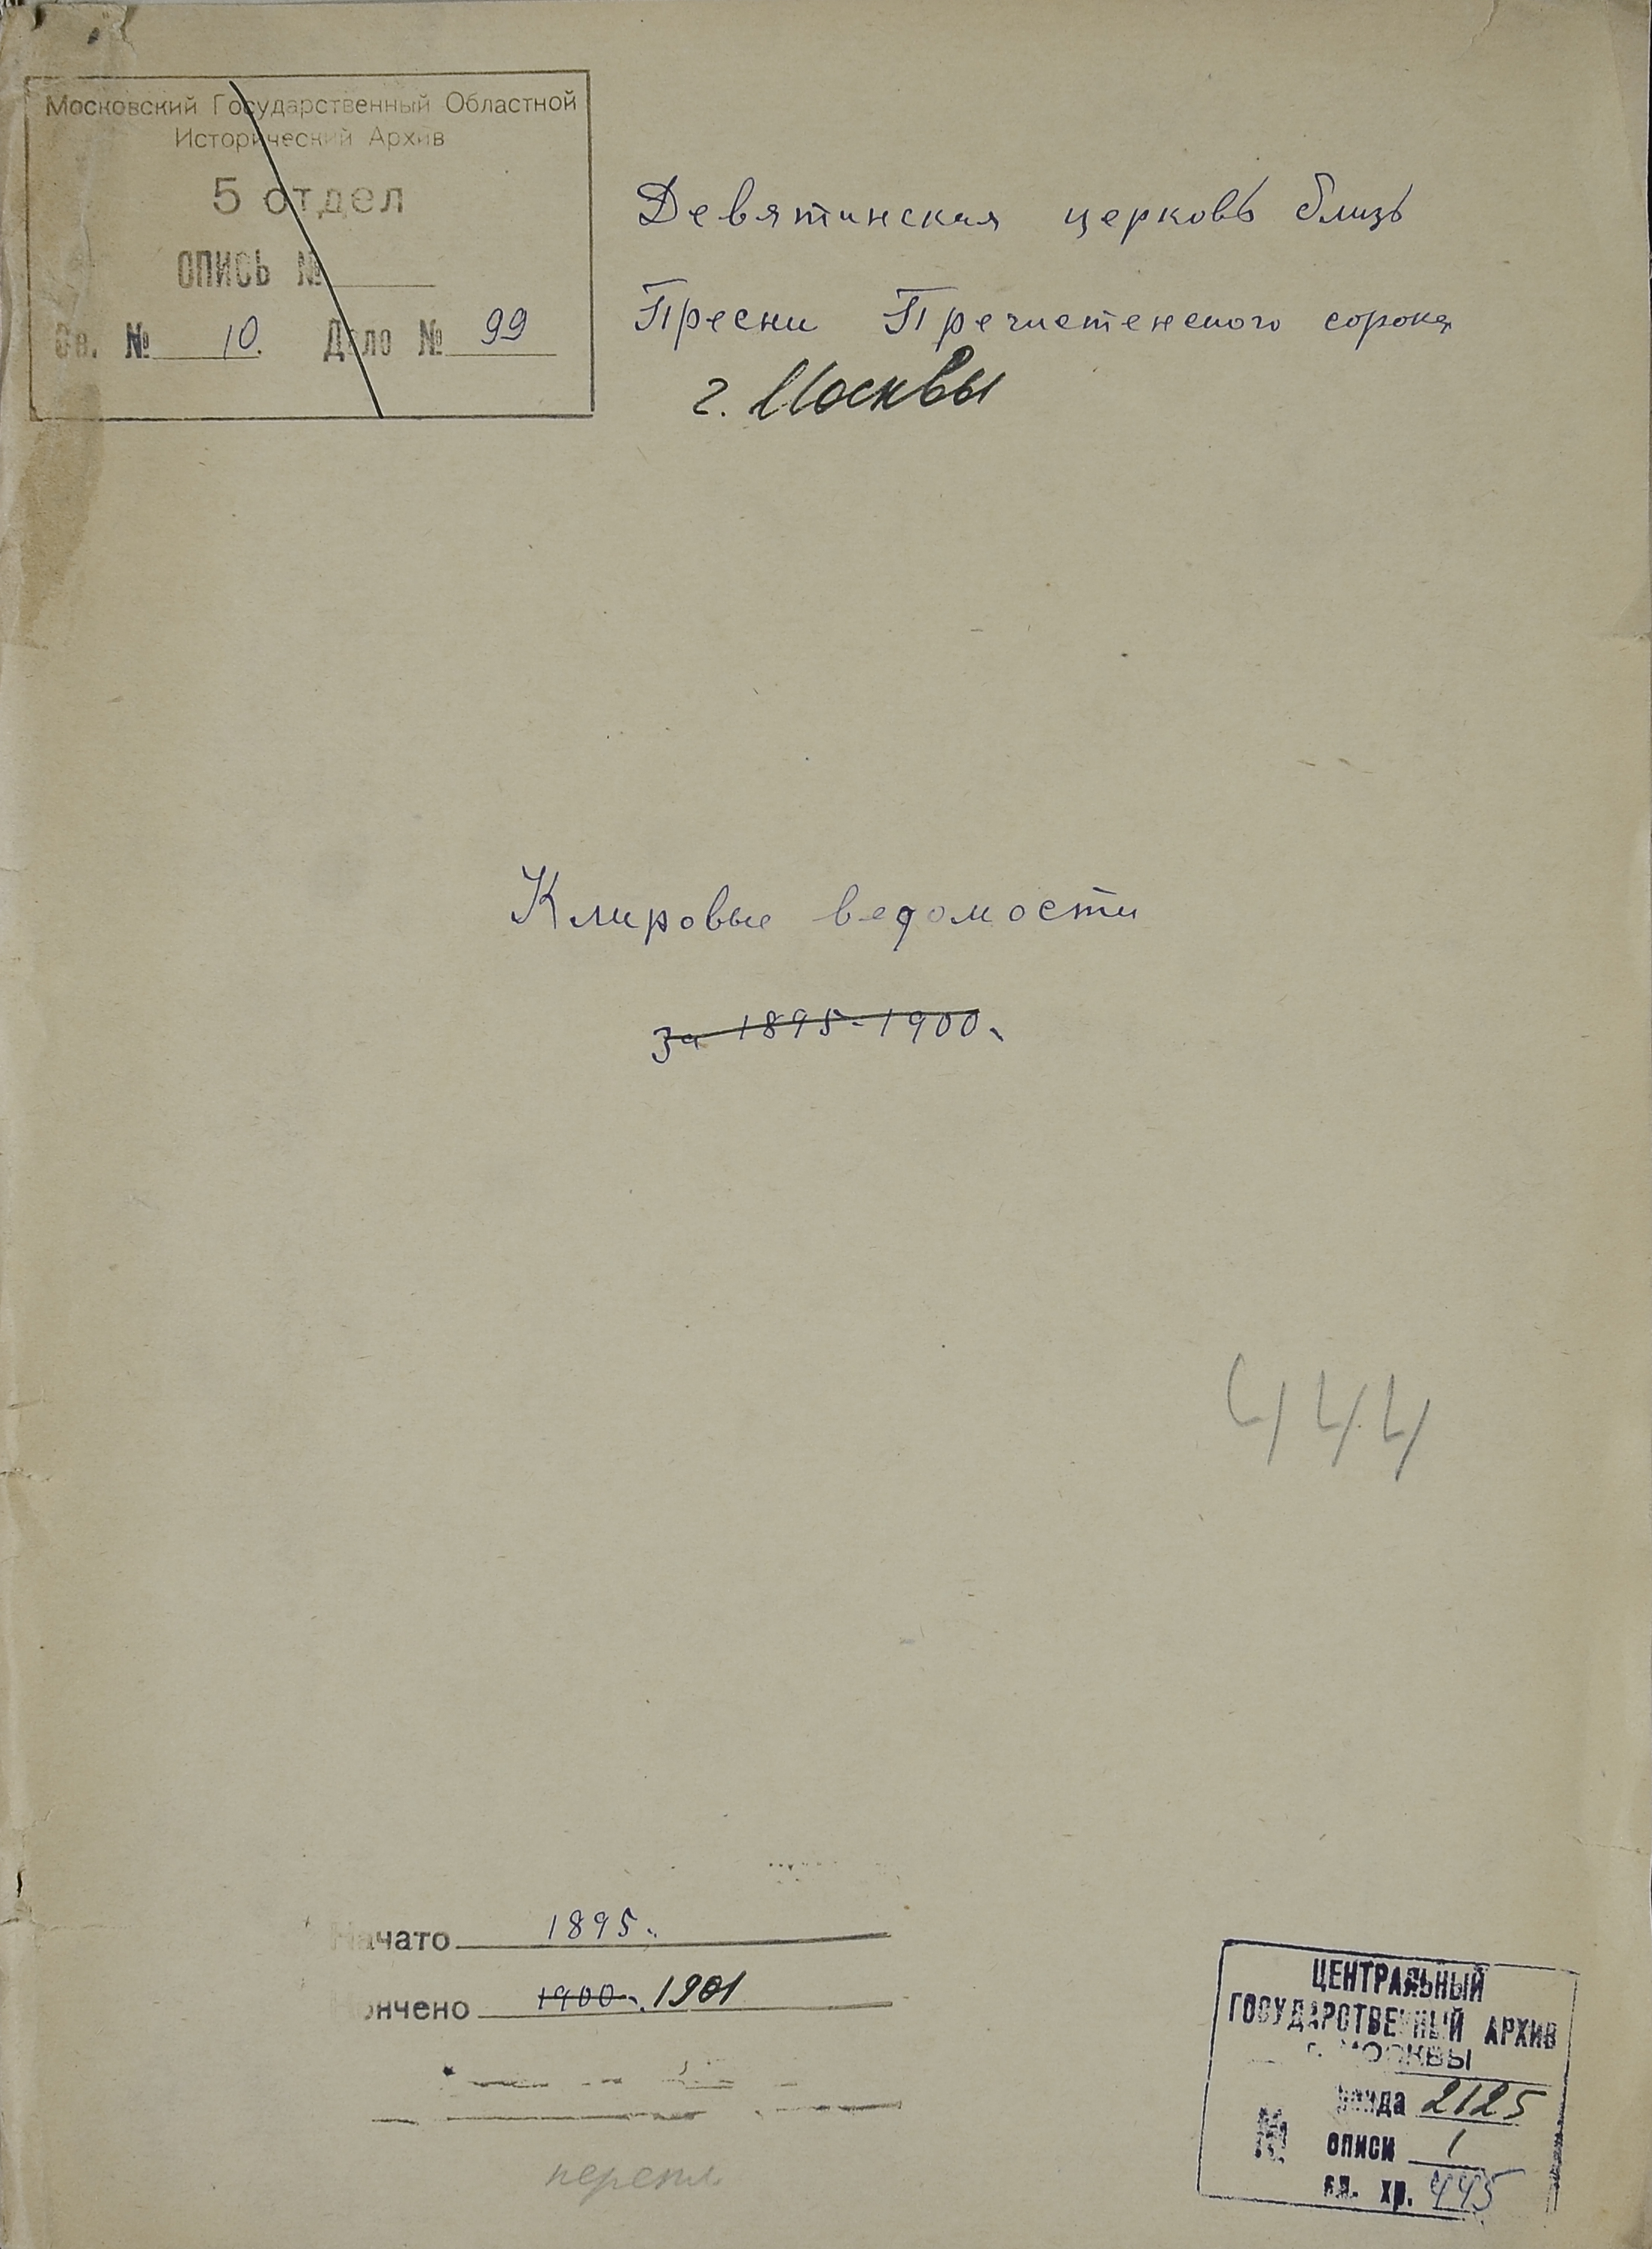 Московский Государственный Областной
Исторический Архив
5 отдел
ОПИСЬ №
Св. № 10. Дело № 99
Девятинская церковь близь
Пресни Пречистенского сорока
г. Москвы
Клировые ведомости
за 1895-1900.
444
Начато 1895.
Кончено 1900. 1901
перепл
ЦЕНТРАЛЬНЫЙ
ГОСУДАРСТВЕННЫЙ АРХИВ
г. МОСКВЫ
фонда 2125
№ описи 1
ед. хр. 445